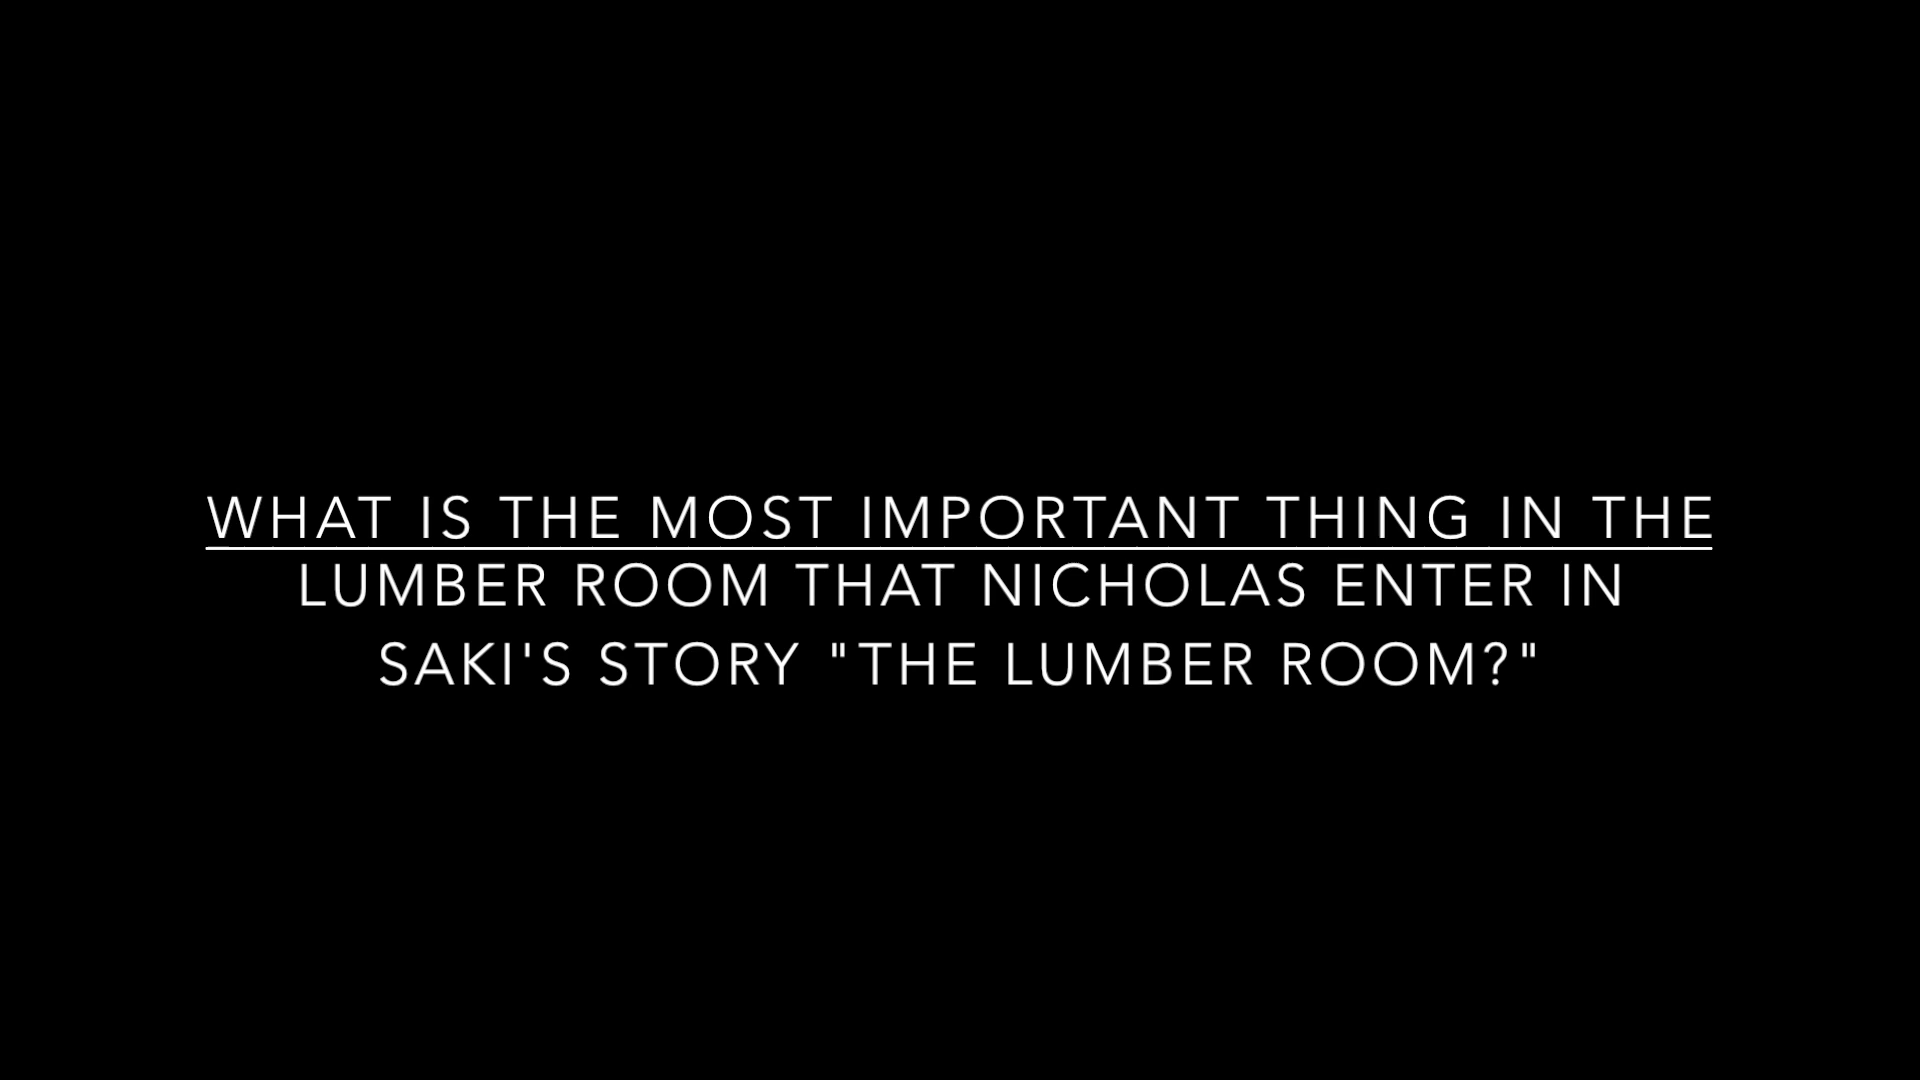 WHAT IS THE MOST IMPORTANT THING IN THE
LUMBER ROOM THAT NICHOLAS ENTER IN
SAKI'S STORY "THE LUMBER ROOM?"